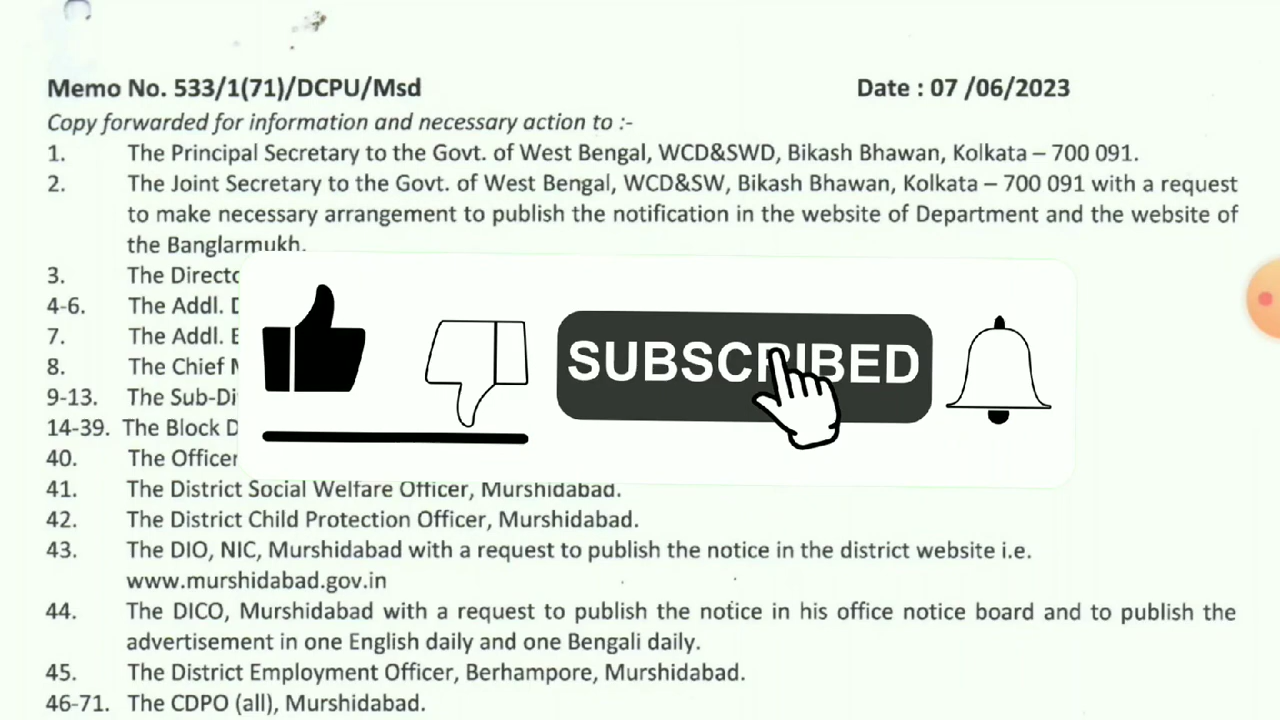 Memo No. 533/1(71)/DCPU/Msd Date : 07 /06/2023
Copy forwarded for information and necessary action to :-
1. The Principal Secretary to the Govt. of West Bengal, WCD&SWD, Bikash Bhawan, Kolkata – 700 091.
2. The Joint Secretary to the Govt. of West Bengal, WCD&SW, Bikash Bhawan, Kolkata – 700 091 with a request
to make necessary arrangement to publish the notification in the website of Department and the website of
the Banglarmukh.
3. The
4-6. The Addl.
7. The Addl.
8. The Chief
9-13. The
14-39. The Block
40. The Officer
SUBSCRIBED
41. The District Social Welfare Officer, Murshidabad.
42. The District Child Protection Officer, Murshidabad.
43. The DIO, NIC, Murshidabad with a request to publish the notice in the district website i.e.
www.murshidabad.gov.in
44. The DICO, Murshidabad with a request to publish the notice in his office notice board and to publish the
advertisement in one English daily and one Bengali daily.
45. The District Employment Officer, Berhampore, Murshidabad.
46-71. The CDPO (all), Murshidabad.